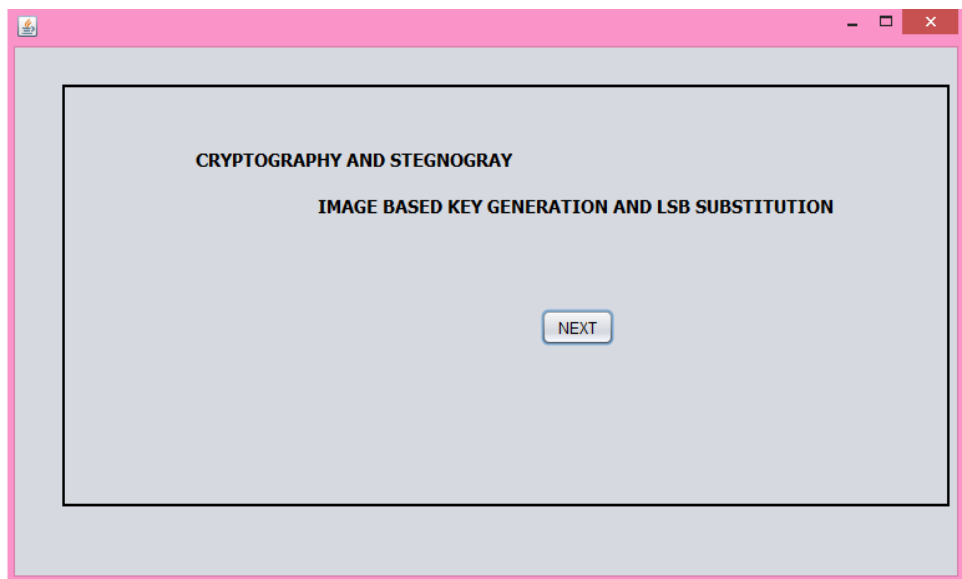 CRYPTOGRAPHY AND STEGNOGRAY
IMAGE BASED KEY GENERATION AND LSB SUBSTITUTION
NEXT